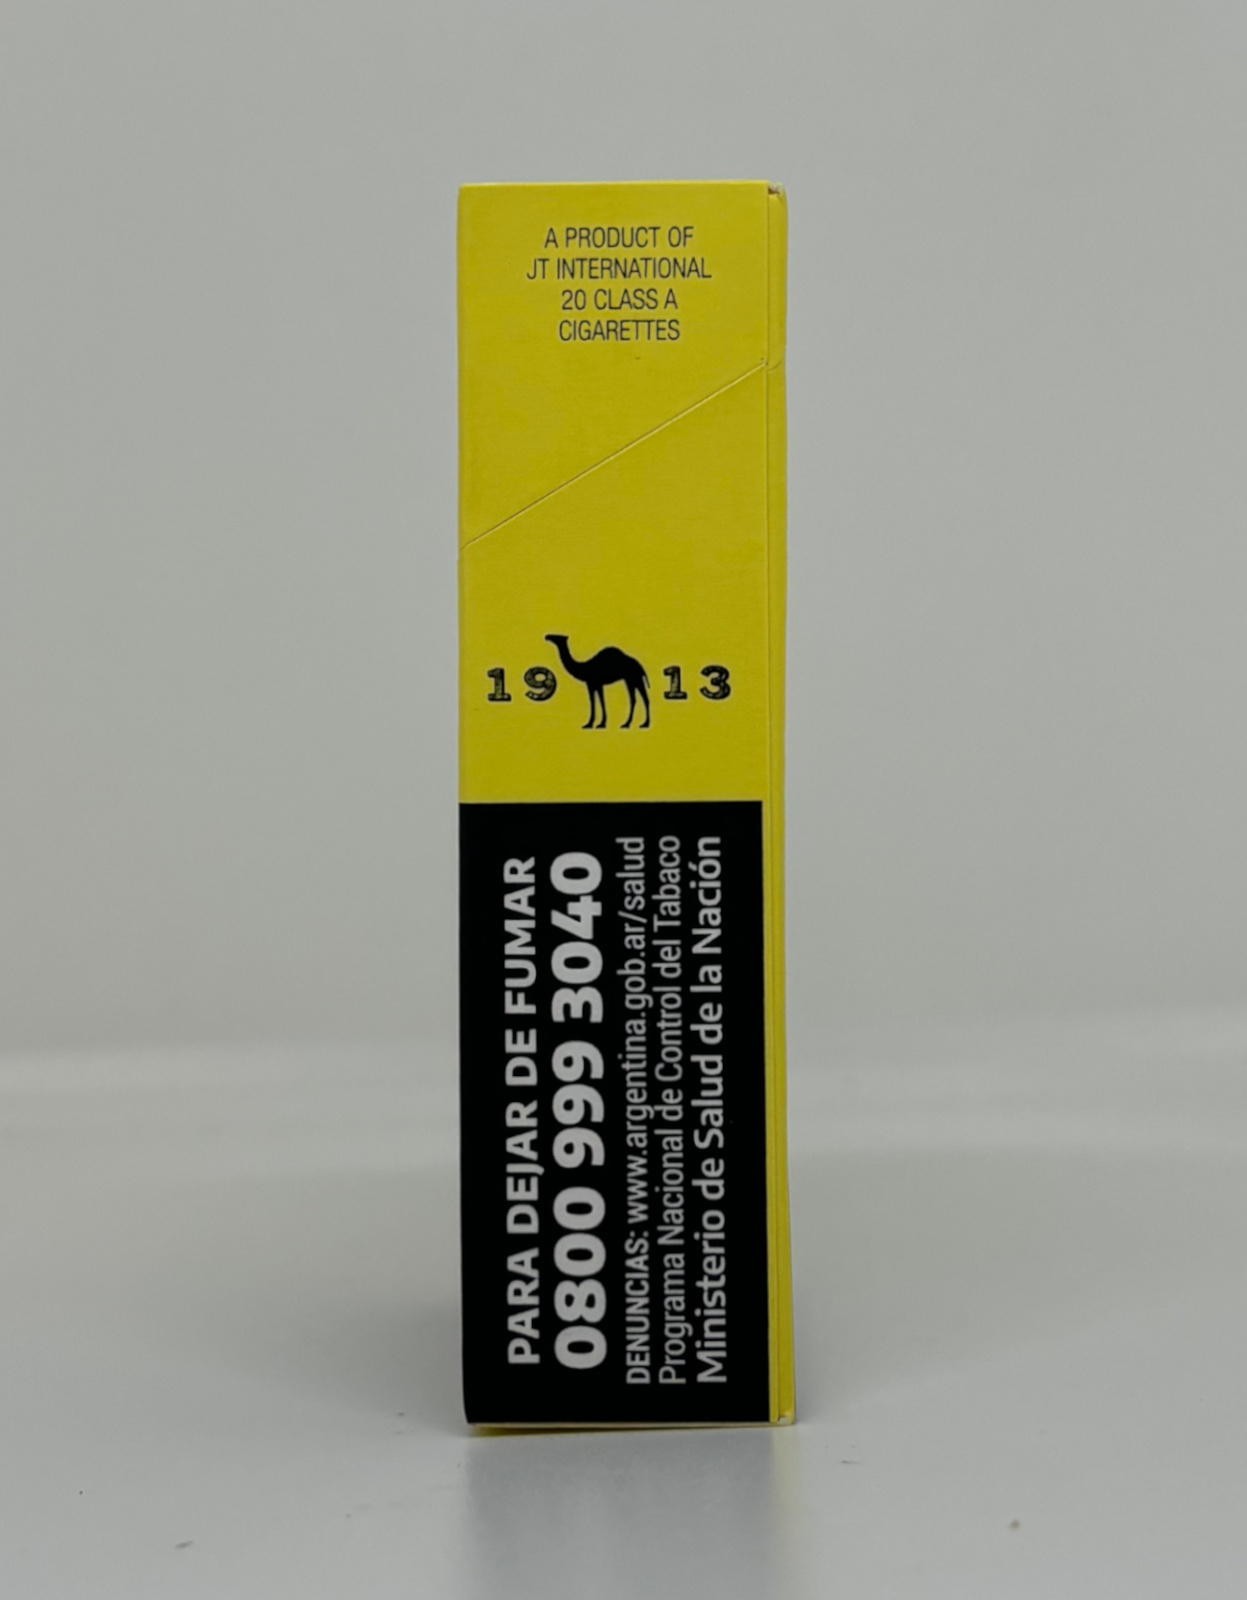 A PRODUCT OF
JT INTERNATIONAL
20 CLASS A
CIGARETTES
19 13
PARA DEJAR DE FUMAR
0800 999 3040
DENUNCIAS: www.argentina.gob.ar/salud
Programa Nacional de Control del Tabaco
Ministerio de Salud de la Nación